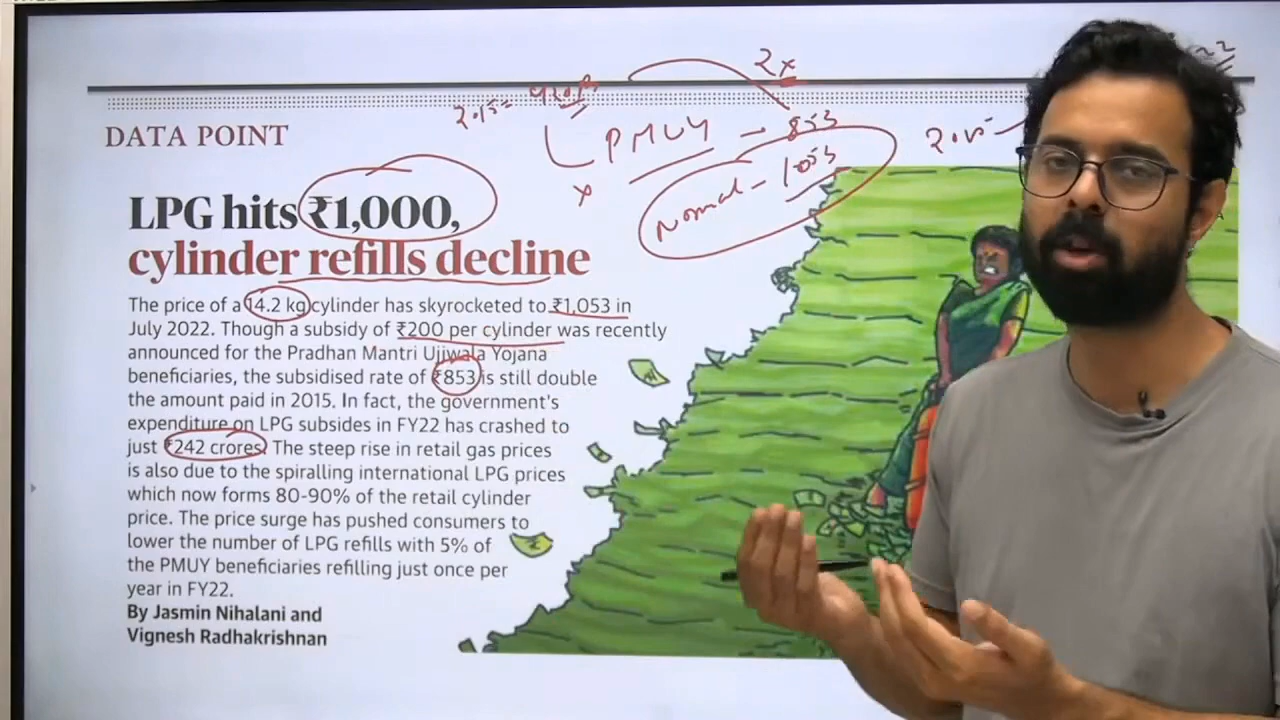 2x
2015 =
PMUY - 853
Normal - 1053
2015
22
DATA POINT
LPG hits ₹1,000,
cylinder refills decline
The price of a 14.2 kg cylinder has skyrocketed to ₹1,053 in
July 2022. Though a subsidy of ₹200 per cylinder was recently
announced for the Pradhan Mantri Ujjwala Yojana
beneficiaries, the subsidised rate of ₹853 is still double
the amount paid in 2015. In fact, the government's
expenditure on LPG subsides in FY22 has crashed to
just ₹242 crores. The steep rise in retail gas prices
is also due to the spiralling international LPG prices
which now forms 80-90% of the retail cylinder
price. The price surge has pushed consumers to
lower the number of LPG refills with 5% of
the PMUY beneficiaries refilling just once per
year in FY22.
By Jasmin Nihalani and
Vignesh Radhakrishnan